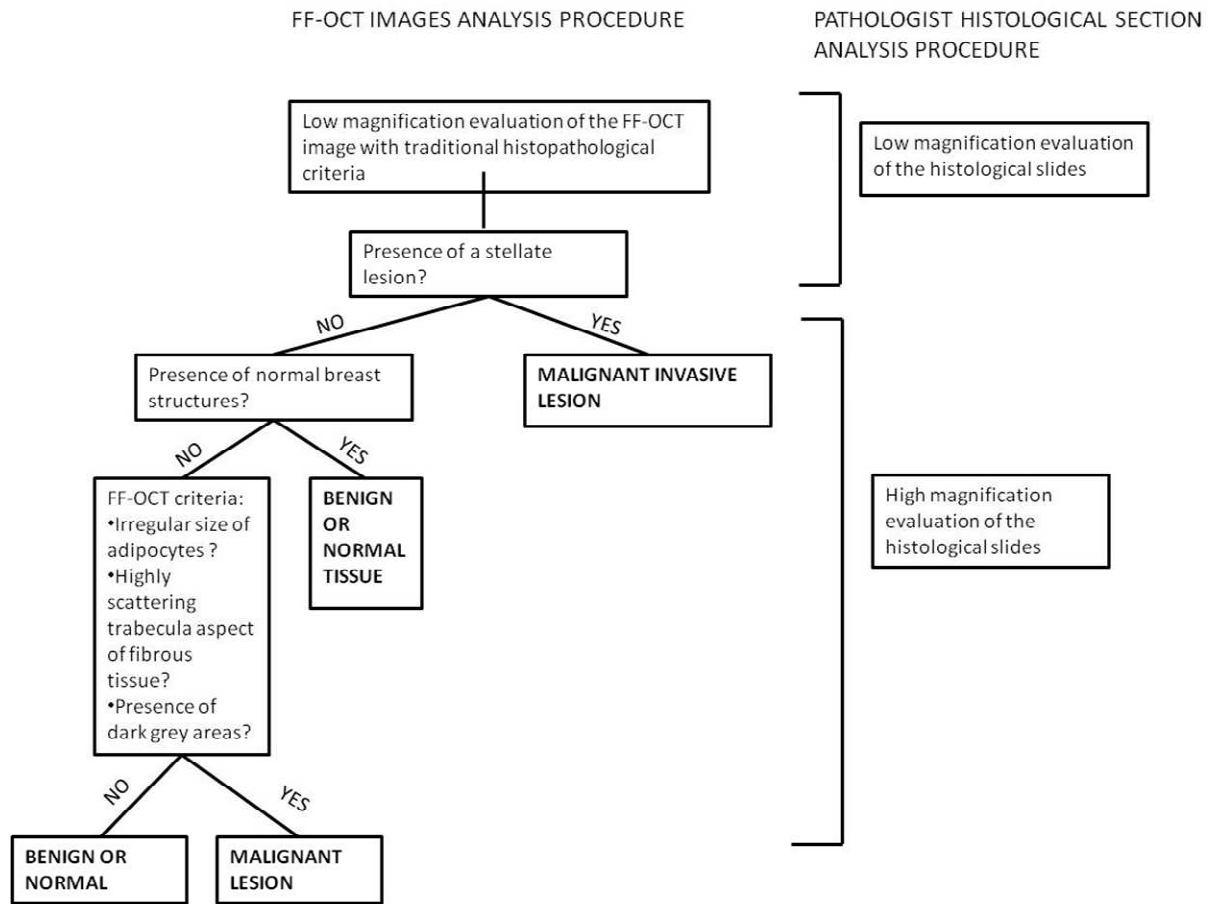 FF-OCT IMAGES ANALYSIS PROCEDURE
PATHOLOGIST HISTOLOGICAL SECTION
ANALYSIS PROCEDURE
Low magnification evaluation of the FF-OCT
image with traditional histopathological
criteria
Low magnification evaluation
of the histological slides
Presence of a stellate
lesion?
NO
YES
Presence of normal breast
structures?
MALIGNANT INVASIVE
LESION
NO
YES
FF-OCT criteria:
•Irregular size of
adipocytes ?
•Highly
scattering
trabecula aspect
of fibrous
tissue?
•Presence of
dark grey areas?
BENIGN
OR
NORMAL
TISSUE
High magnification
evaluation of the
histological slides
NO
YES
BENIGN OR
NORMAL
MALIGNANT
LESION